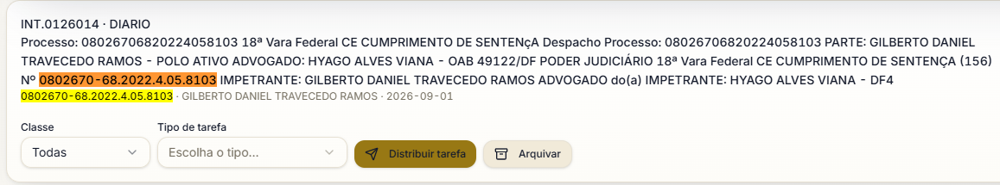 INT.0126014 · DIARIO
Processo: 08026706820224058103 18ª Vara Federal CE CUMPRIMENTO DE SENTENçA Despacho Processo: 08026706820224058103 PARTE: GILBERTO DANIEL
TRAVECEDO RAMOS - POLO ATIVO ADVOGADO: HYAGO ALVES VIANA - OAB 49122/DF PODER JUDICIÁRIO 18ª Vara Federal CE CUMPRIMENTO DE SENTENÇA (156)
Nº 0802670-68.2022.4.05.8103 IMPETRANTE: GILBERTO DANIEL TRAVECEDO RAMOS ADVOGADO do(a) IMPETRANTE: HYAGO ALVES VIANA - DF4
0802670-68.2022.4.05.8103 · GILBERTO DANIEL TRAVECEDO RAMOS · 2026-09-01
Classe Tipo de tarefa
Todas Escolha o tipo... Distribuir tarefa Arquivar